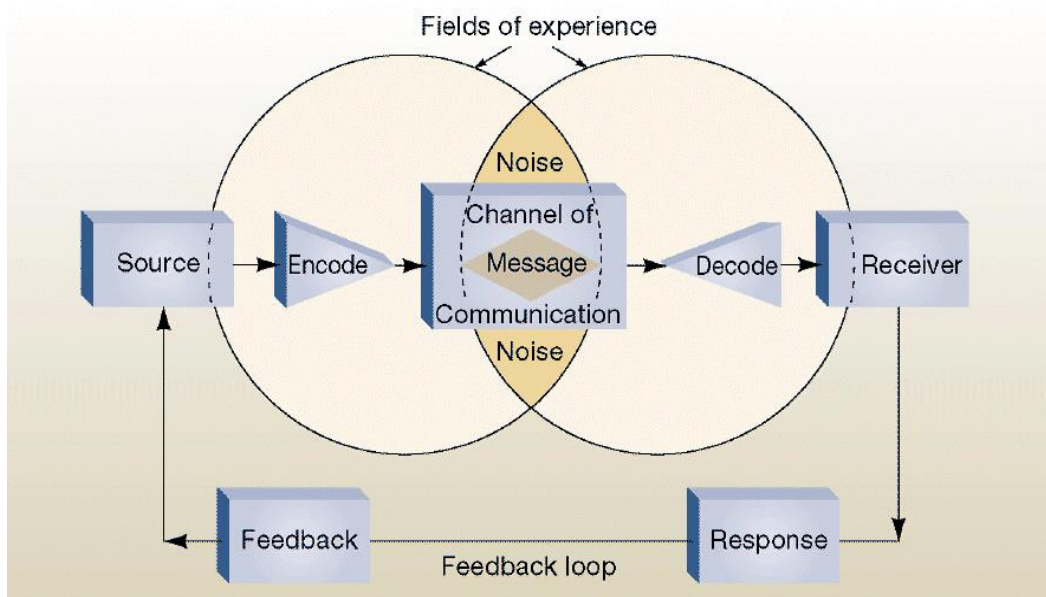 Fields of experience
Noise
Channel of
Source
Encode
Message
Decode
Receiver
Communication
Noise
Feedback
Response
Feedback loop